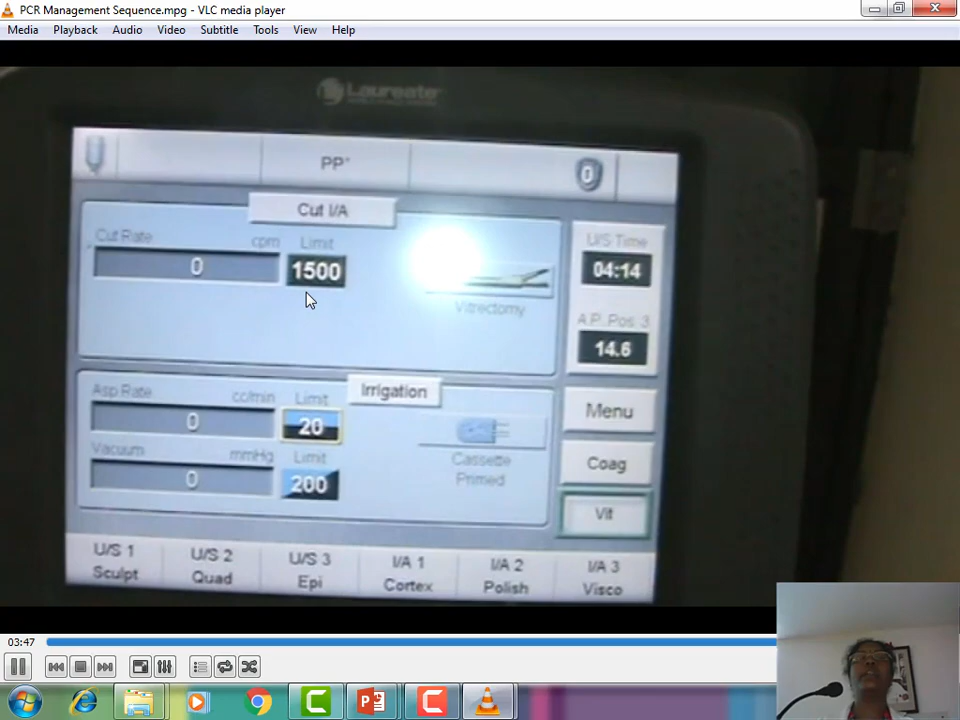 PCR Management Sequence.mpg - VLC media player
Media Playback Audio Video Subtitle Tools View Help
Laureate
PP*
0
Cut I/A
Cut Rate cpm Limit
0 1500
Vitrectomy
U/S Time
04:14
A.P. Pos 3
14.6
Irrigation
Asp Rate cc/min Limit
0 20
Vacuum mmHg Limit
0 200
Cassette
Primed
Menu
Coag
Vit
U/S 1 U/S 2 U/S 3 I/A 1 I/A 2 I/A 3
Sculpt Quad Epi Cortex Polish Visco
03:47